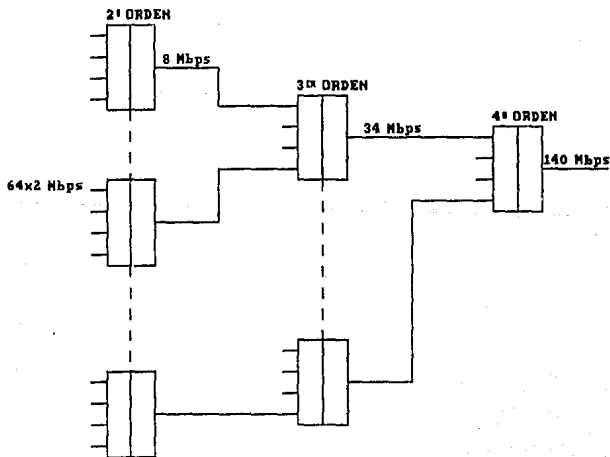 2º ORDEN
8 Mbps
3er ORDEN
34 Mbps
4º ORDEN
140 Mbps
64x2 Mbps